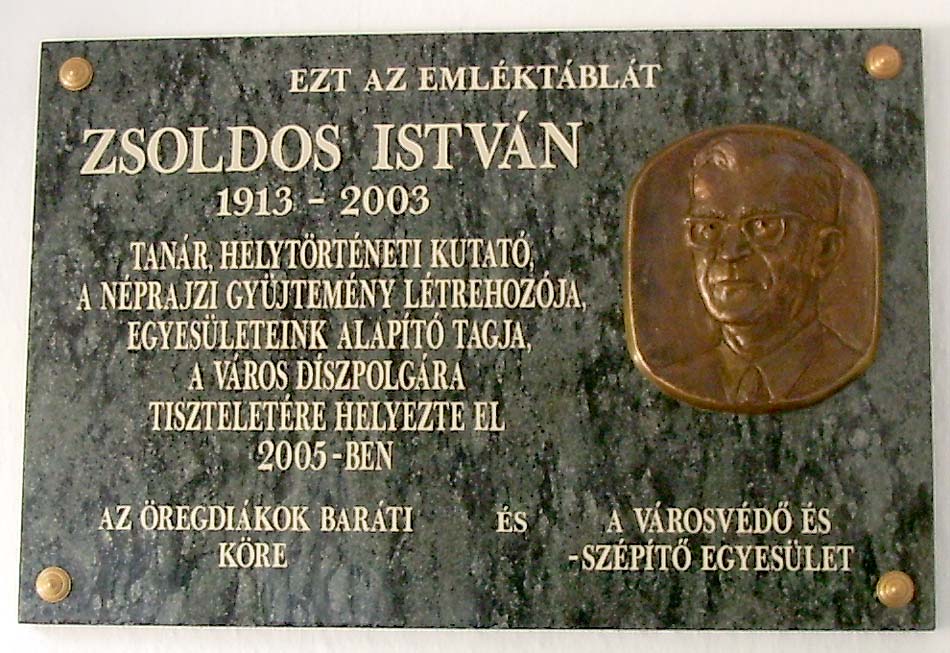 EZT AZ EMLÉKTÁBLÁT
ZSOLDOS ISTVÁN
1913 - 2003
TANÁR, HELYTÖRTÉNETI KUTATÓ,
A NÉPRAJZI GYÜJTEMÉNY LÉTREHOZÓJA,
EGYESÜLETEINK ALAPÍTÓ TAGJA,
A VÁROS DÍSZPOLGÁRA
TISZTELETÉRE HELYEZTE EL
2005-BEN
AZ ÖREGDIÁKOK BARÁTI
KÖRE
ÉS
A VÁROSVÉDŐ ÉS
-SZÉPÍTŐ EGYESÜLET